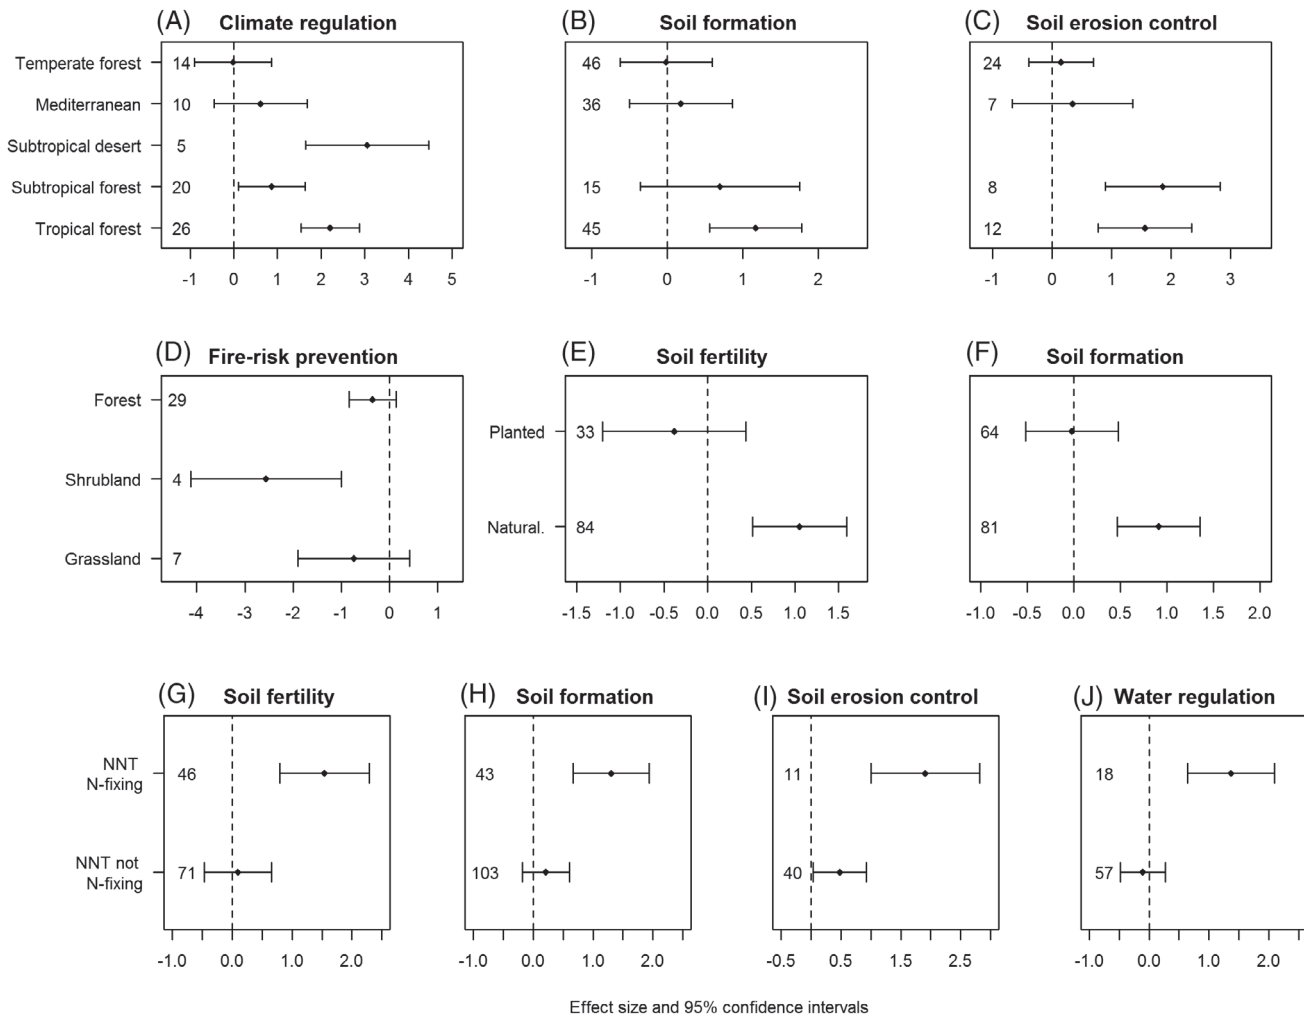 (A) Climate regulation
Temperate forest 14
Mediterranean 10
Subtropical desert 5
Subtropical forest 20
Tropical forest 26
-1 0 1 2 3 4 5
(B) Soil formation
46
36
15
45
-1 0 1 2
(C) Soil erosion control
24
7
8
12
-1 0 1 2 3
(D) Fire-risk prevention
Forest 29
Shrubland 4
Grassland 7
-4 -3 -2 -1 0 1
(E) Soil fertility
Planted 33
Natural. 84
-1.5 -1.0 -0.5 0.0 0.5 1.0 1.5
(F) Soil formation
64
81
-1.0 -0.5 0.0 0.5 1.0 1.5 2.0
(G) Soil fertility
NNT
N-fixing 46
NNT not
N-fixing 71
-1.0 0.0 1.0 2.0
(H) Soil formation
43
103
-1.0 0.0 1.0 2.0
(I) Soil erosion control
11
40
-0.5 0.5 1.5 2.5
(J) Water regulation
18
57
-1.0 0.0 1.0 2.0
Effect size and 95% confidence intervals